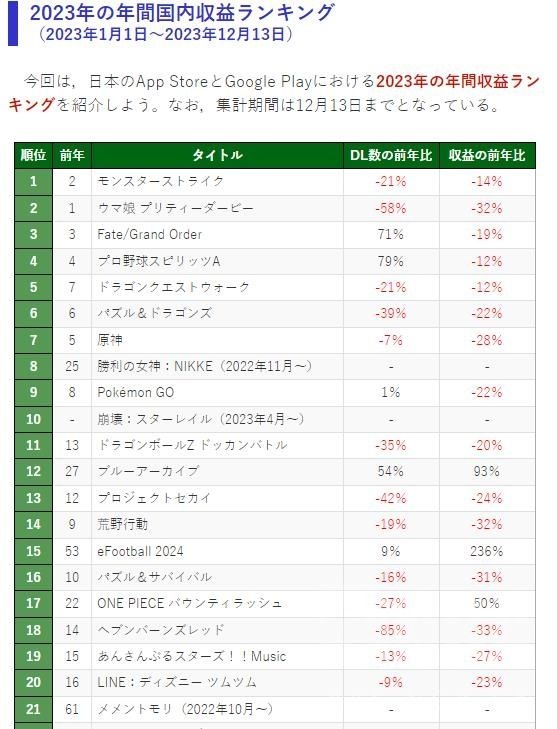 2023年の年間国内収益ランキング
（2023年1月1日～2023年12月13日）
今回は，日本のApp StoreとGoogle Playにおける2023年の年間収益ラン
キングを紹介しよう。なお，集計期間は12月13日までとなっている。
順位 前年 タイトル DL数の前年比 収益の前年比
1 2 モンスターストライク -21% -14%
2 1 ウマ娘 プリティーダービー -58% -32%
3 3 Fate/Grand Order 71% -19%
4 4 プロ野球スピリッツA 79% -12%
5 7 ドラゴンクエストウォーク -21% -12%
6 6 パズル＆ドラゴンズ -39% -22%
7 5 原神 -7% -28%
8 25 勝利の女神：NIKKE（2022年11月～） - -
9 8 Pokémon GO 1% -22%
10 - 崩壊：スターレイル（2023年4月～） - -
11 13 ドラゴンボールZ ドッカンバトル -35% -20%
12 27 ブルーアーカイブ 54% 93%
13 12 プロジェクトセカイ -42% -24%
14 9 荒野行動 -19% -32%
15 53 eFootball 2024 9% 236%
16 10 パズル＆サバイバル -16% -31%
17 22 ONE PIECE バウンティラッシュ -27% 50%
18 14 ヘブンバーンズレッド -85% -33%
19 15 あんさんぶるスターズ！！Music -13% -27%
20 16 LINE：ディズニー ツムツム -9% -23%
21 61 メメントモリ（2022年10月～） - -